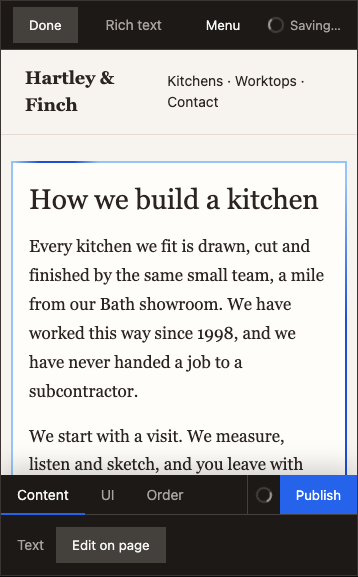 Done Rich text Menu Saving...
Hartley &
Finch
Kitchens · Worktops ·
Contact
How we build a kitchen
Every kitchen we fit is drawn, cut and
finished by the same small team, a mile
from our Bath showroom. We have
worked this way since 1998, and we
have never handed a job to a
subcontractor.
We start with a visit. We measure,
listen and sketch, and you leave with
Content UI Order Publish
Text Edit on page